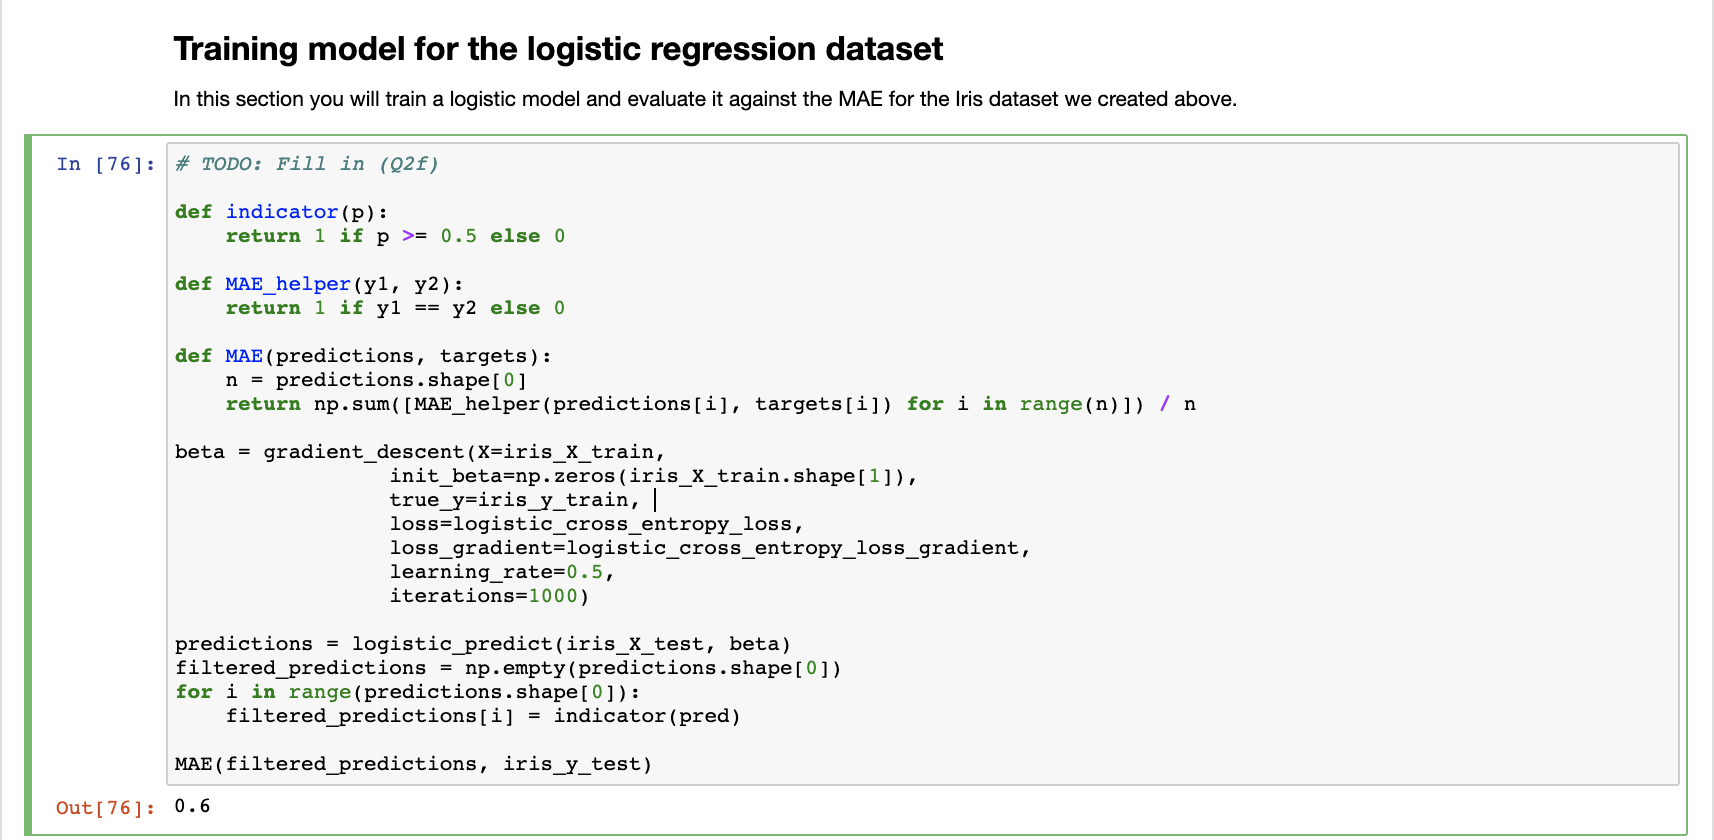 Training model for the logistic regression dataset
In this section you will train a logistic model and evaluate it against the MAE for the Iris dataset we created above.
In [76]:
# TODO: Fill in (Q2f)

def indicator(p):
    return 1 if p >= 0.5 else 0

def MAE_helper(y1, y2):
    return 1 if y1 == y2 else 0

def MAE(predictions, targets):
    n = predictions.shape[0]
    return np.sum([MAE_helper(predictions[i], targets[i]) for i in range(n)]) / n

beta = gradient_descent(X=iris_X_train,
                 init_beta=np.zeros(iris_X_train.shape[1]),
                 true_y=iris_y_train,
                 loss=logistic_cross_entropy_loss,
                 loss_gradient=logistic_cross_entropy_loss_gradient,
                 learning_rate=0.5,
                 iterations=1000)

predictions = logistic_predict(iris_X_test, beta)
filtered_predictions = np.empty(predictions.shape[0])
for i in range(predictions.shape[0]):
    filtered_predictions[i] = indicator(pred)

MAE(filtered_predictions, iris_y_test)
Out[76]: 0.6